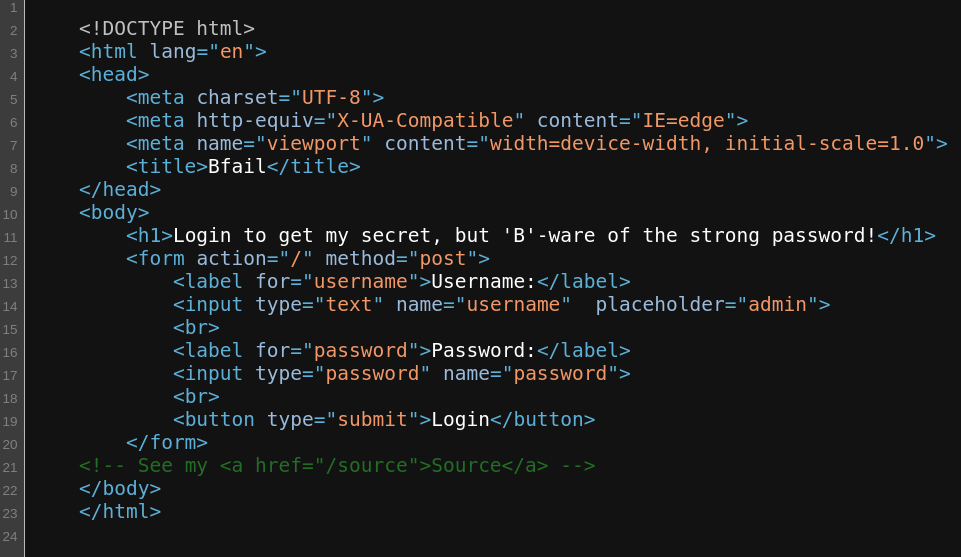 1
2 <!DOCTYPE html>
3 <html lang="en">
4 <head>
5 <meta charset="UTF-8">
6 <meta http-equiv="X-UA-Compatible" content="IE=edge">
7 <meta name="viewport" content="width=device-width, initial-scale=1.0">
8 <title>Bfail</title>
9 </head>
10 <body>
11 <h1>Login to get my secret, but 'B'-ware of the strong password!</h1>
12 <form action="/" method="post">
13 <label for="username">Username:</label>
14 <input type="text" name="username"  placeholder="admin">
15 <br>
16 <label for="password">Password:</label>
17 <input type="password" name="password">
18 <br>
19 <button type="submit">Login</button>
20 </form>
21 <!-- See my <a href="/source">Source</a> -->
22 </body>
23 </html>
24